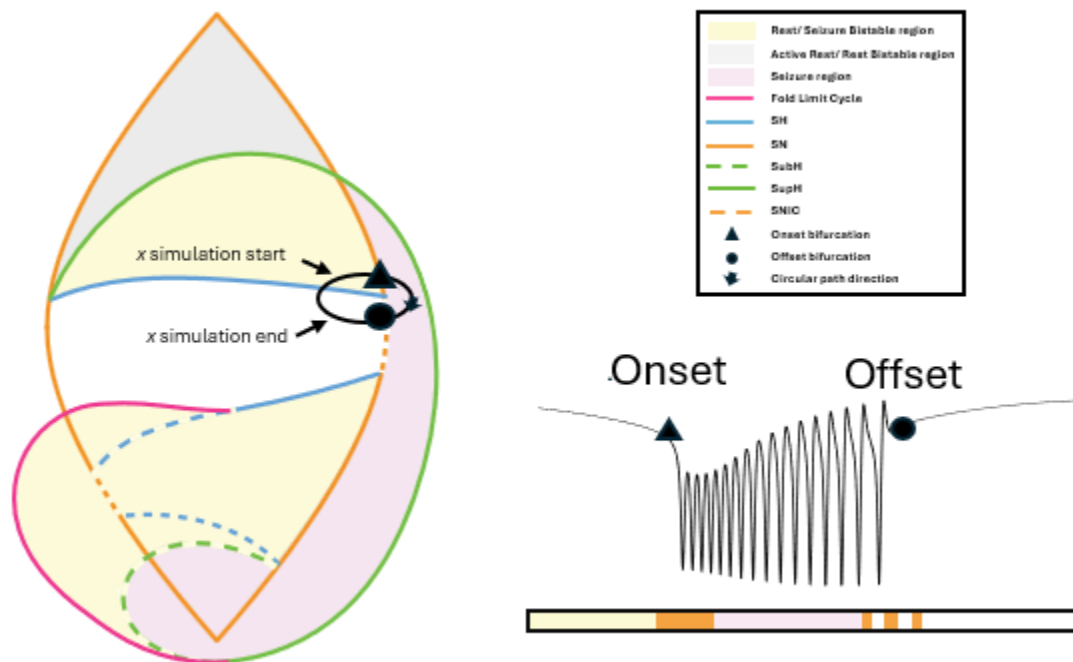 Rest/ Seizure Bistable region
Active Rest/ Rest Bistable region
Seizure region
Fold Limit Cycle
SH
SN
SubH
SupH
SNIC
Onset bifurcation
Offset bifurcation
Circular path direction
x simulation start
x simulation end
Onset
Offset